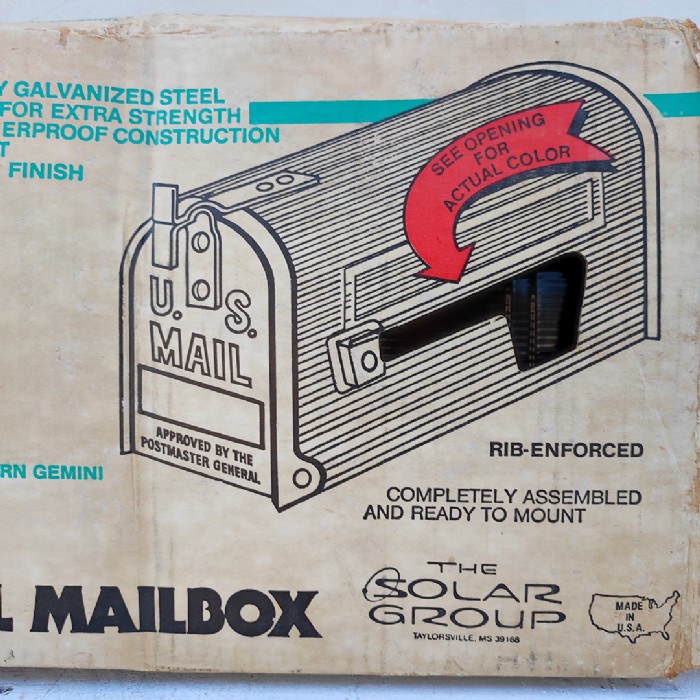 Y GALVANIZED STEEL
FOR EXTRA STRENGTH
ERPROOF CONSTRUCTION
T
FINISH
SEE OPENING
FOR
ACTUAL COLOR
U. S.
MAIL
APPROVED BY THE
POSTMASTER GENERAL
RN GEMINI
RIB-ENFORCED
COMPLETELY ASSEMBLED
AND READY TO MOUNT
L MAILBOX
THE
SOLAR
GROUP
TAYLORSVILLE, MS 39168
MADE
IN
U.S.A.